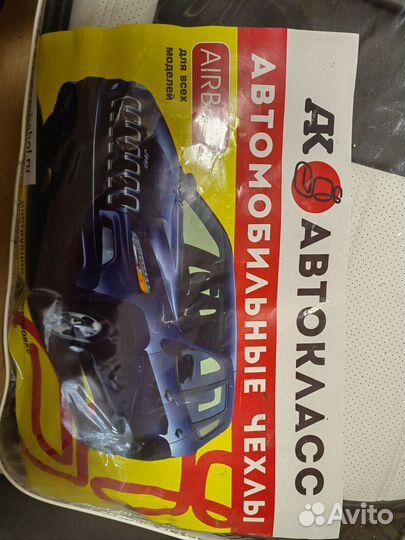 АК АВТОКЛАСС
АВТОМОБИЛЬНЫЕ ЧЕХЛЫ
AIRB
для всех
моделей
Avito